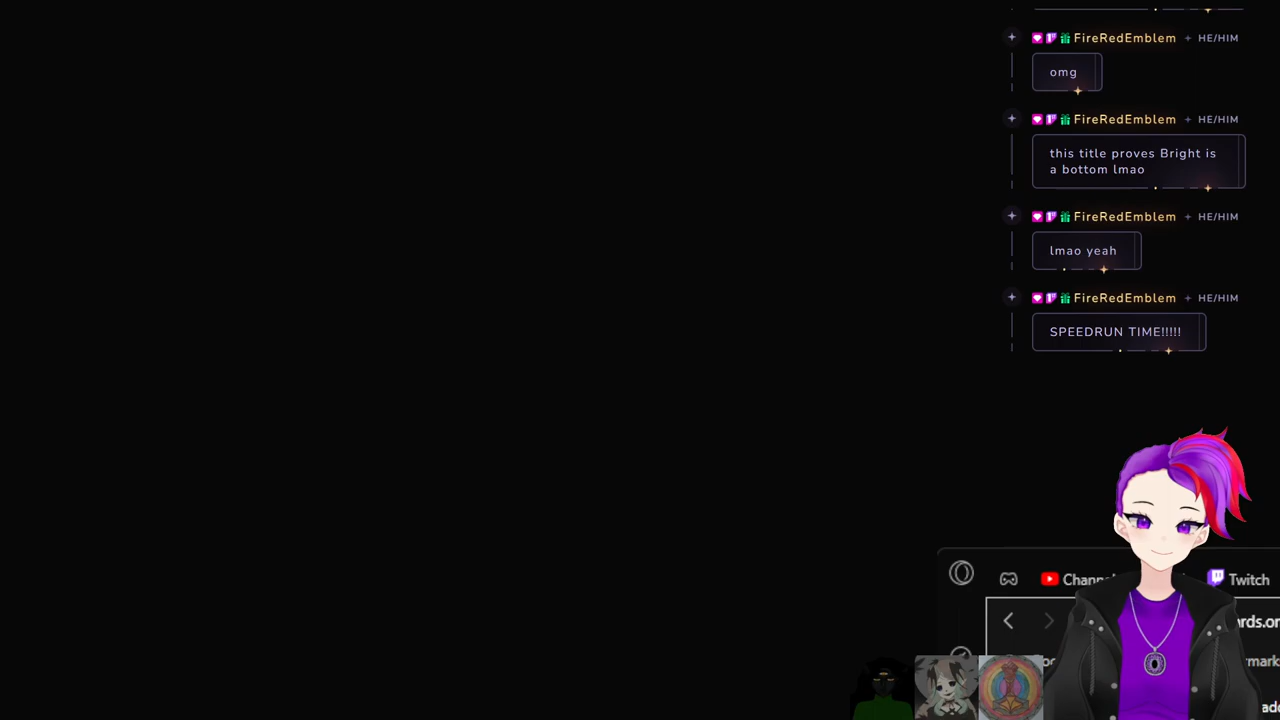 FireRedEmblem HE/HIM
omg
FireRedEmblem HE/HIM
this title proves Bright is
a bottom lmao
FireRedEmblem HE/HIM
lmao yeah
FireRedEmblem HE/HIM
SPEEDRUN TIME!!!!!
Twitch